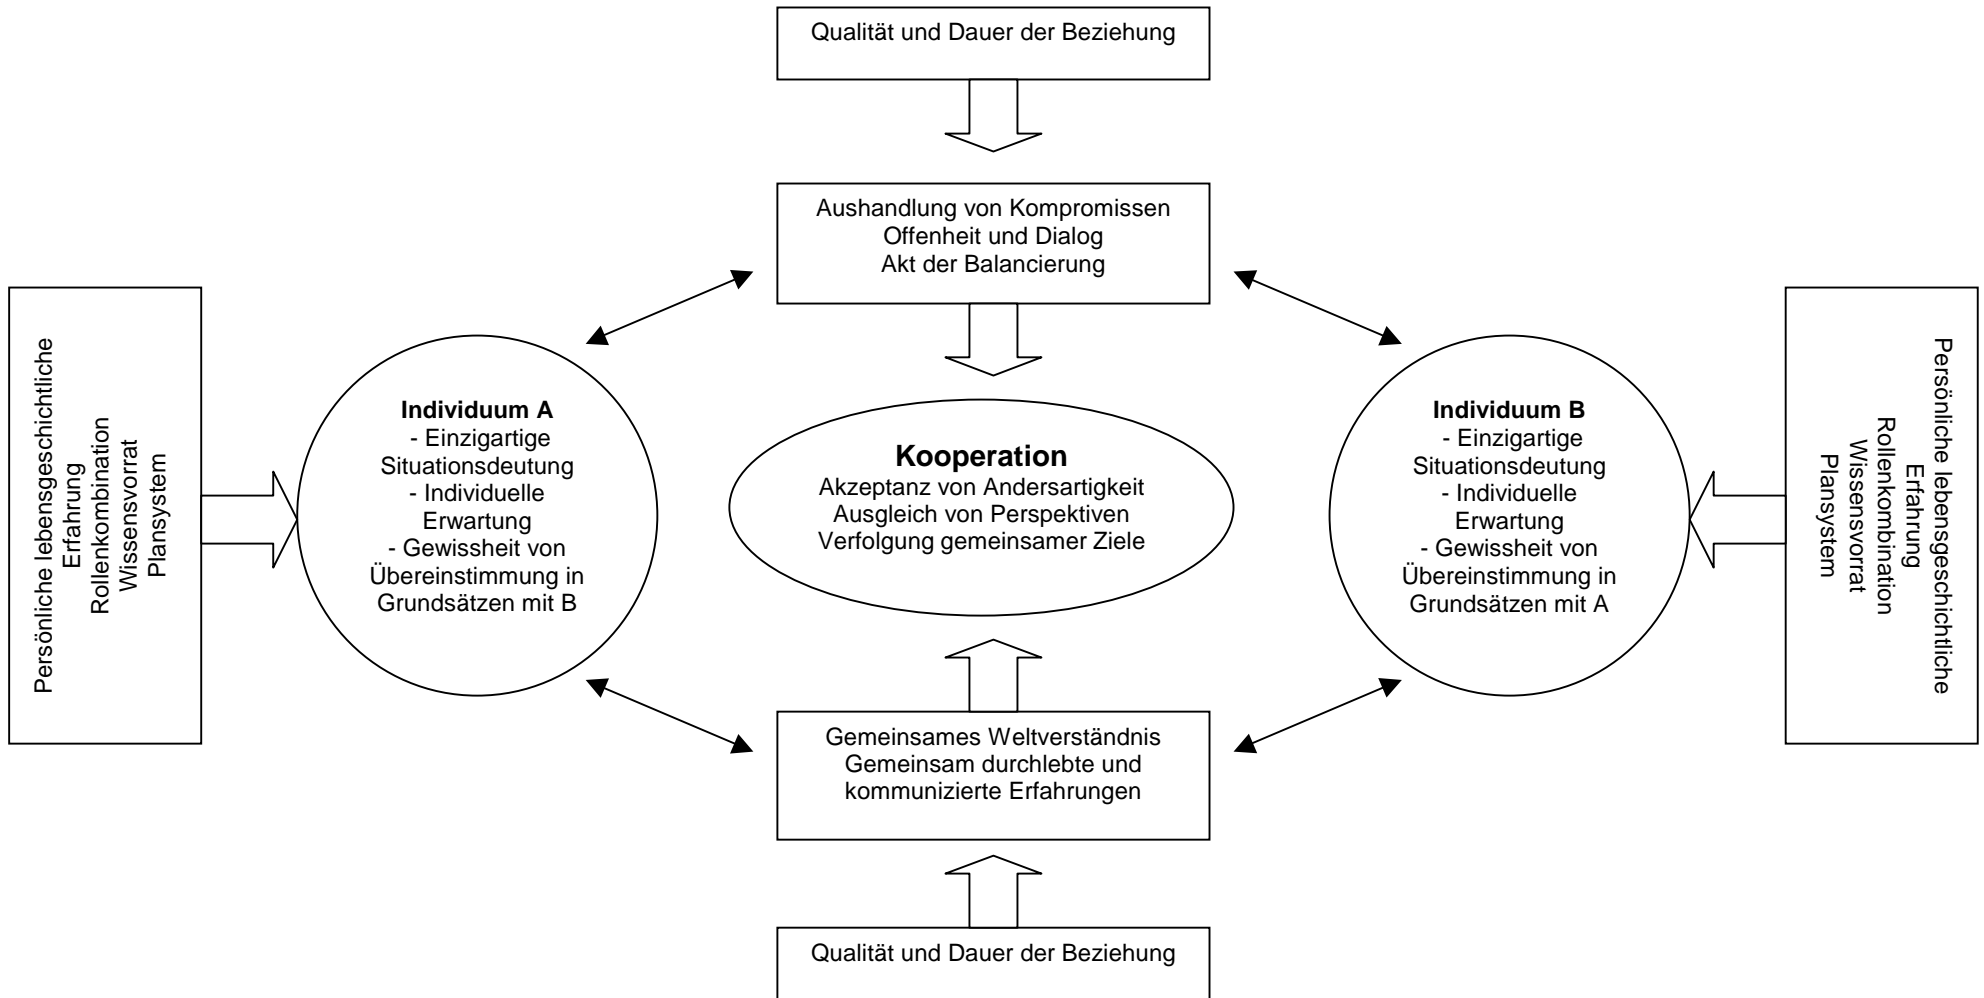 Qualität und Dauer der Beziehung
Aushandlung von Kompromissen
Offenheit und Dialog
Akt der Balancierung
Persönliche lebensgeschichtliche
Erfahrung
Rollenkombination
Wissensvorrat
Plansystem
Individuum A
- Einzigartige
Situationsdeutung
- Individuelle
Erwartung
- Gewissheit von
Übereinstimmung in
Grundsätzen mit B
Kooperation
Akzeptanz von Andersartigkeit
Ausgleich von Perspektiven
Verfolgung gemeinsamer Ziele
Individuum B
- Einzigartige
Situationsdeutung
- Individuelle
Erwartung
- Gewissheit von
Übereinstimmung in
Grundsätzen mit A
Persönliche lebensgeschichtliche
Erfahrung
Rollenkombination
Wissensvorrat
Plansystem
Gemeinsames Weltverständnis
Gemeinsam durchlebte und
kommunizierte Erfahrungen
Qualität und Dauer der Beziehung